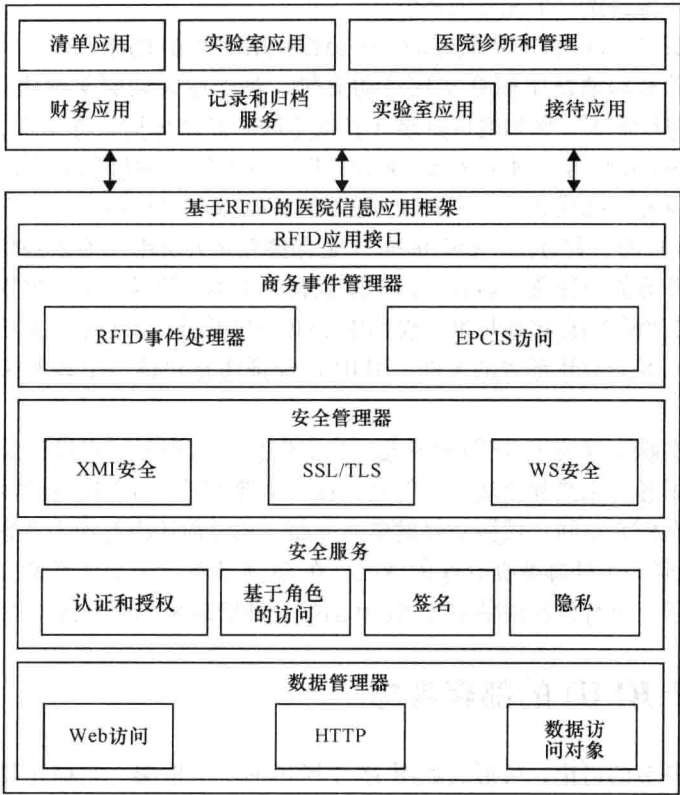 清单应用
实验室应用
医院诊所和管理
财务应用
记录和归档
服务
实验室应用
接待应用
基于RFID的医院信息应用框架
RFID应用接口
商务事件管理器
RFID事件处理器
EPCIS访问
安全管理器
XMI安全
SSL/TLS
WS安全
安全服务
认证和授权
基于角色
的访问
签名
隐私
数据管理器
Web访问
HTTP
数据访
问对象